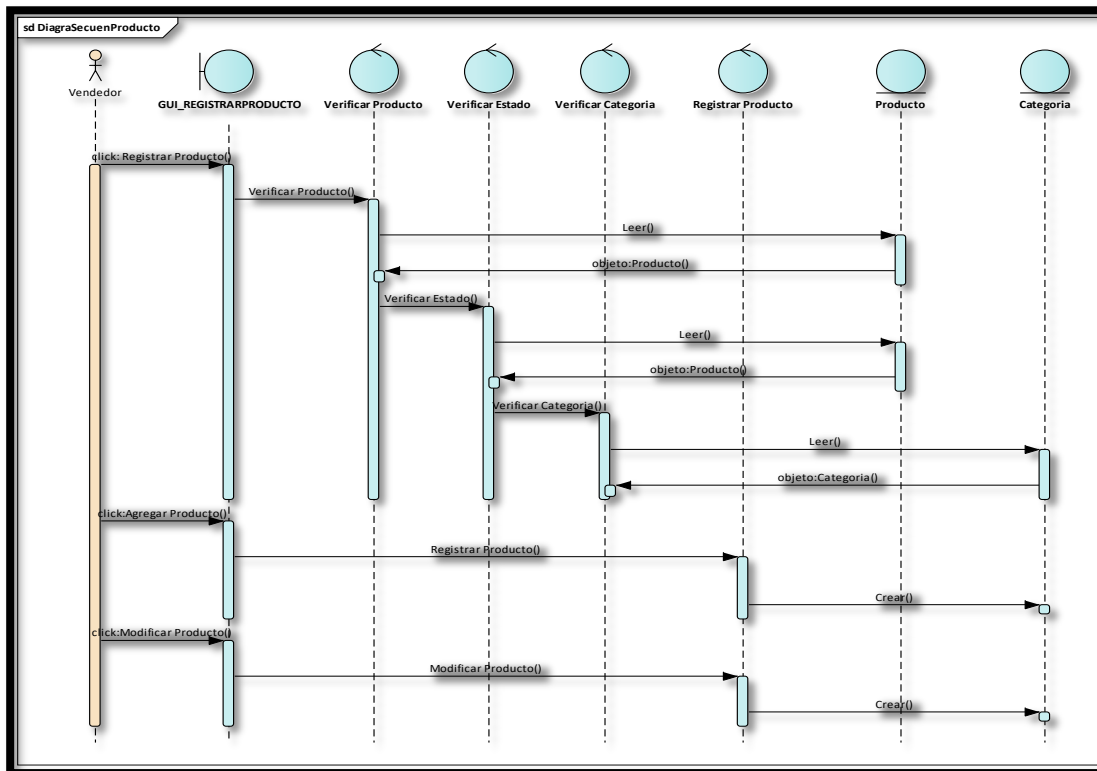 sd DiagraSecuenProducto
Vendedor
GUI_REGISTRARPRODUCTO
Verificar Producto
Verificar Estado
Verificar Categoria
Registrar Producto
Producto
Categoria
click: Registrar Producto()
Verificar Producto()
Leer()
objeto:Producto()
Verificar Estado()
Leer()
objeto:Producto()
Verificar Categoria()
Leer()
objeto:Categoria()
click:Agregar Producto()
Registrar Producto()
Crear()
click:Modificar Producto()
Modificar Producto()
Crear()